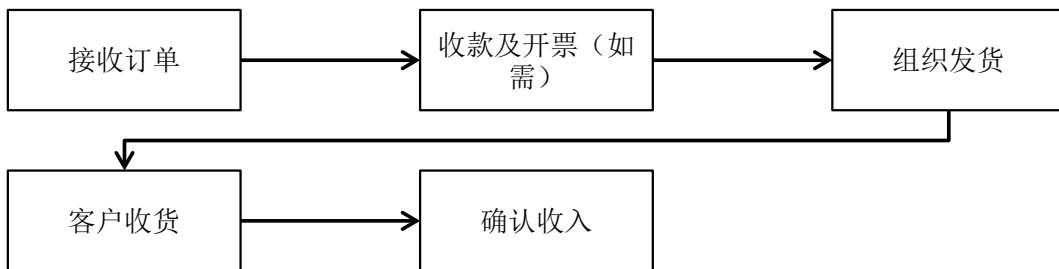 接收订单
收款及开票（如
需）
组织发货
客户收货
确认收入